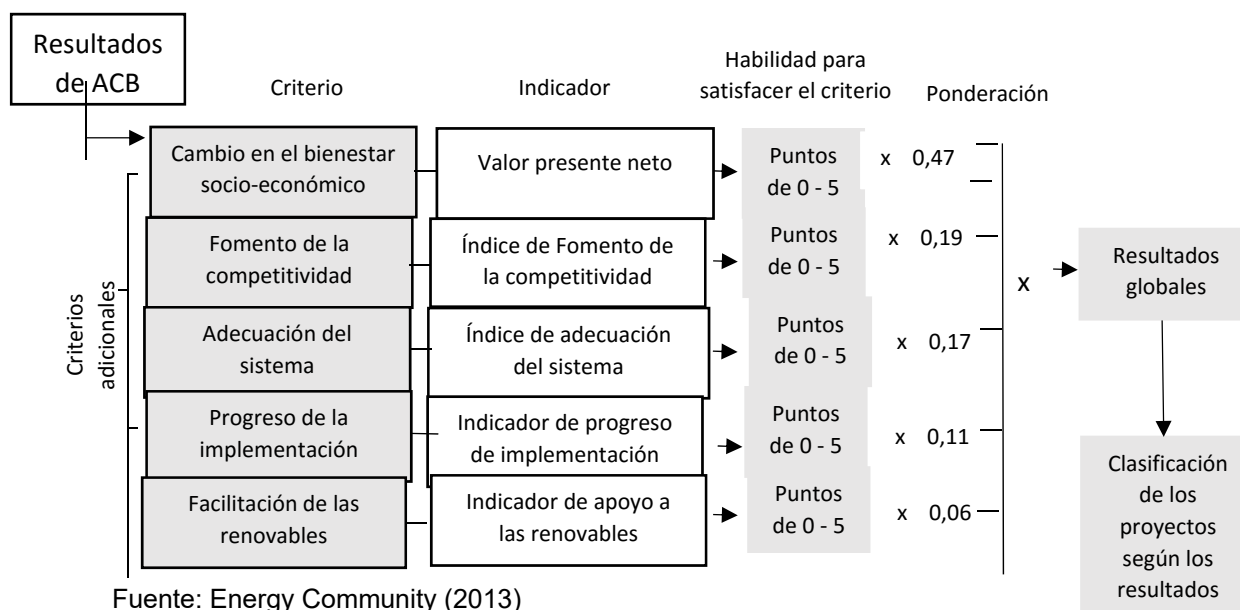 Resultados
de ACB
Criterio
Indicador
Habilidad para
satisfacer el criterio
Ponderación
Cambio en el bienestar
socio-económico
Valor presente neto
Puntos
de 0 - 5
x 0,47
Fomento de la
competitividad
Índice de Fomento de
la competitividad
Puntos
de 0 - 5
x 0,19
Adecuación del
sistema
Índice de adecuación
del sistema
Puntos
de 0 - 5
x 0,17
Progreso de la
implementación
Indicador de progreso
de implementación
Puntos
de 0 - 5
x 0,11
Facilitación de las
renovables
Indicador de apoyo a
las renovables
Puntos
de 0 - 5
x 0,06
Criterios
adicionales
x
Resultados
globales
Clasificación
de los
proyectos
según los
resultados
Fuente: Energy Community (2013)